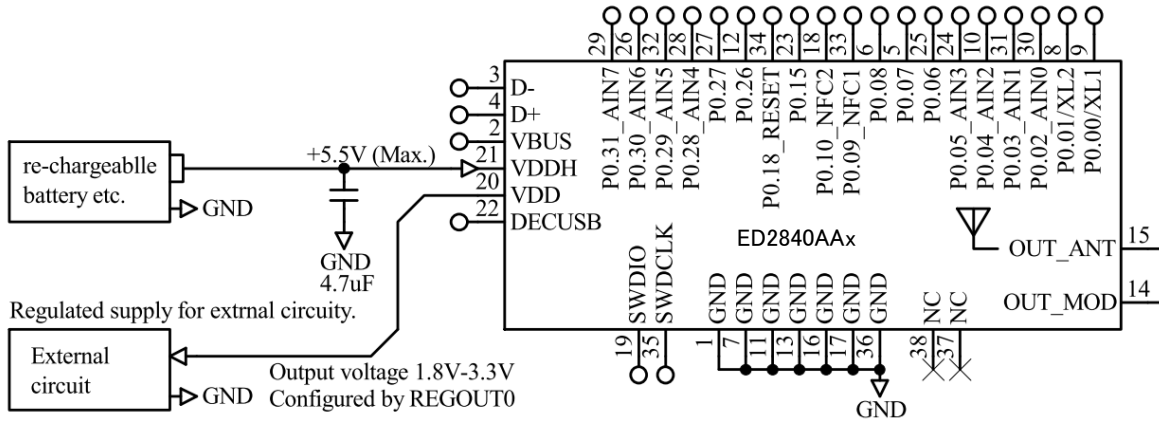 29
26
32
28
27
12
34
23
18
33
6
5
25
24
10
31
30
8
9
P0.31_AIN7
P0.30_AIN6
P0.29_AIN5
P0.28_AIN4
P0.27
P0.26
P0.18_RESET
P0.15
P0.10_NFC2
P0.09_NFC1
P0.08
P0.07
P0.06
P0.05_AIN3
P0.04_AIN2
P0.03_AIN1
P0.02_AIN0
P0.01/XL2
P0.00/XL1
3 D-
4 D+
2 VBUS
21 VDDH
20 VDD
22 DECUSB
re-chargeablle
battery etc.
GND
+5.5V (Max.)
GND
4.7uF
ED2840AAx
OUT_ANT 15
OUT_MOD 14
SWDIO
SWDCLK
GND
GND
GND
GND
GND
GND
GND
NC
NC
19
35
1
7
11
13
16
17
36
38
37
GND
Regulated supply for extrnal circuity.
External
circuit
GND
Output voltage 1.8V-3.3V
Configured by REGOUT0